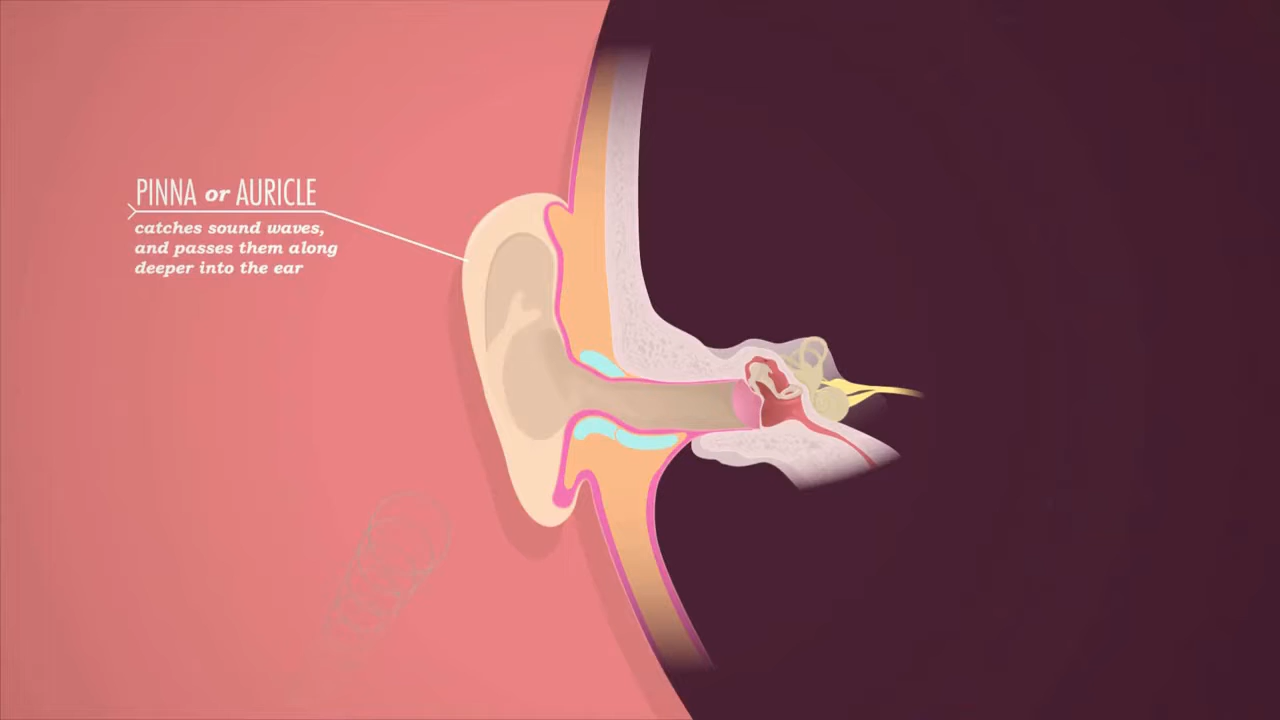 PINNA or AURICLE
catches sound waves,
and passes them along
deeper into the ear